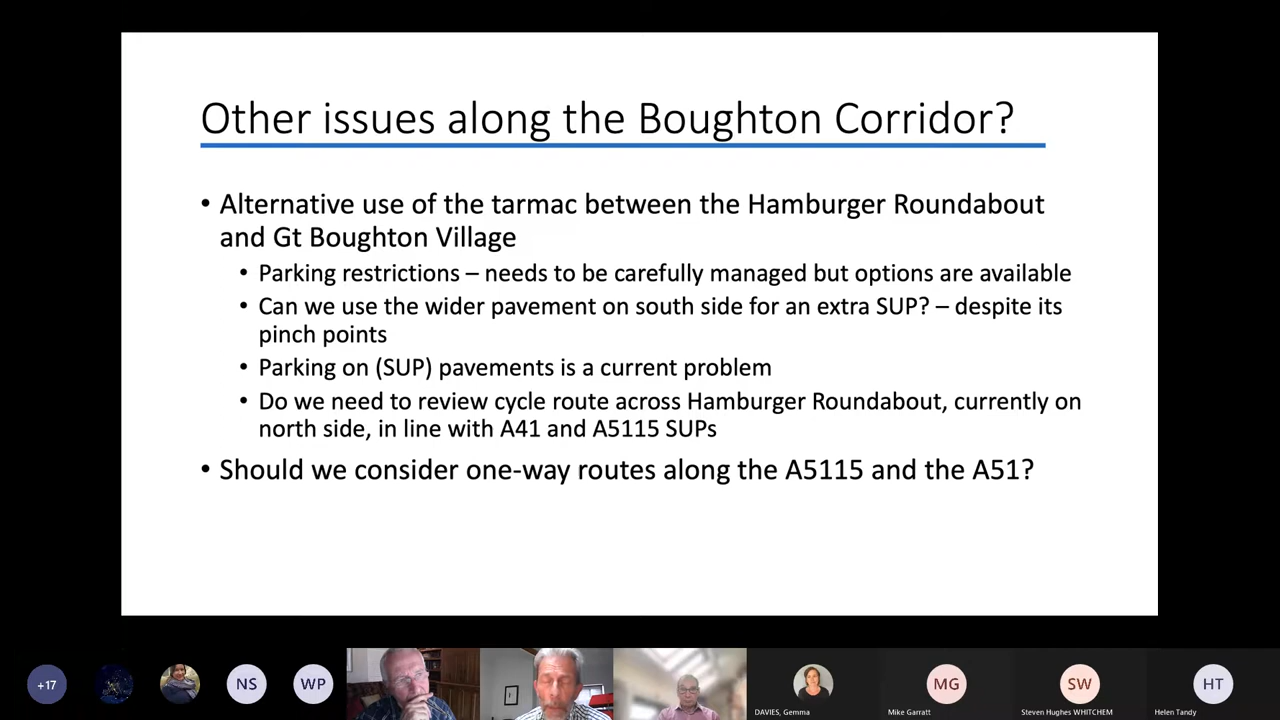 Other issues along the Boughton Corridor?
• Alternative use of the tarmac between the Hamburger Roundabout
and Gt Boughton Village
• Parking restrictions – needs to be carefully managed but options are available
• Can we use the wider pavement on south side for an extra SUP? – despite its
pinch points
• Parking on (SUP) pavements is a current problem
• Do we need to review cycle route across Hamburger Roundabout, currently on
north side, in line with A41 and A5115 SUPs
• Should we consider one-way routes along the A5115 and the A51?
+17
NS
WP
MG
SW
HT
DAVIES, Gemma
Mike Garratt
Steven Hughes WHITCHEM
Helen Tandy